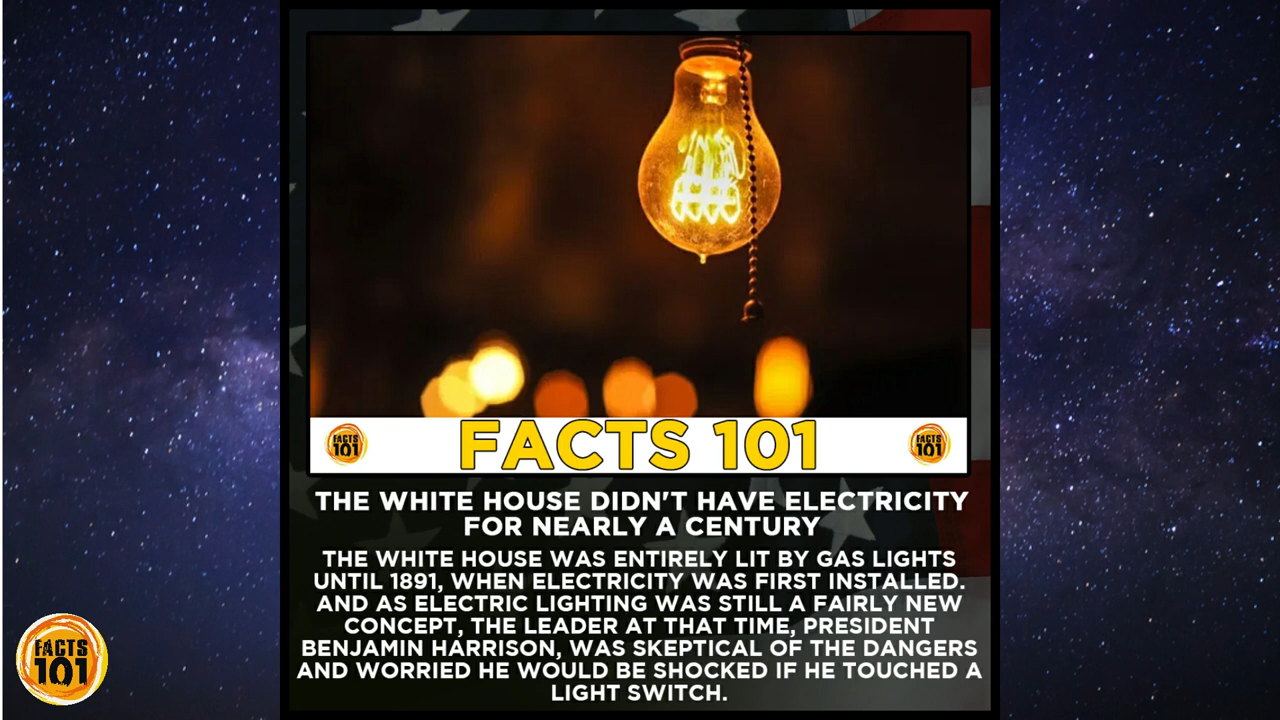 FACTS 101
FACTS
101
FACTS
101
THE WHITE HOUSE DIDN'T HAVE ELECTRICITY
FOR NEARLY A CENTURY
THE WHITE HOUSE WAS ENTIRELY LIT BY GAS LIGHTS
UNTIL 1891, WHEN ELECTRICITY WAS FIRST INSTALLED.
AND AS ELECTRIC LIGHTING WAS STILL A FAIRLY NEW
CONCEPT, THE LEADER AT THAT TIME, PRESIDENT
BENJAMIN HARRISON, WAS SKEPTICAL OF THE DANGERS
AND WORRIED HE WOULD BE SHOCKED IF HE TOUCHED A
LIGHT SWITCH.
FACTS
101